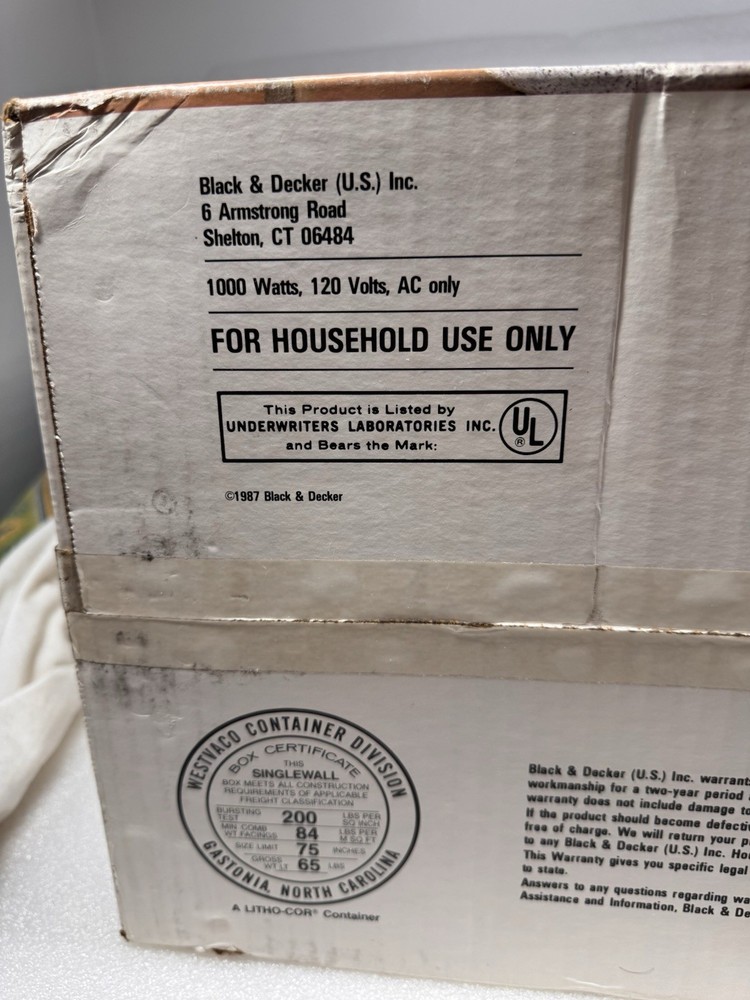 Black & Decker (U.S.) Inc.
6 Armstrong Road
Shelton, CT 06484
1000 Watts, 120 Volts, AC only
FOR HOUSEHOLD USE ONLY
This Product is Listed by
UNDERWRITERS LABORATORIES INC.
and Bears the Mark:
UL
®
©1987 Black & Decker
WESTVACO CONTAINER DIVISION
BOX CERTIFICATE
THIS
SINGLEWALL
BOX MEETS ALL CONSTRUCTION
REQUIREMENTS OF APPLICABLE
FREIGHT CLASSIFICATION
BURSTING TEST 200 LBS PER SQ INCH
MIN COMB WT FACINGS 84 LBS PER M SQ FT
SIZE LIMIT 75 INCHES
GROSS WT LT 65 LBS
GASTONIA, NORTH CAROLINA
A LITHO-COR® Container
Black & Decker (U.S.) Inc. warrants
workmanship for a two-year period
warranty does not include damage to
If the product should become defecti
free of charge. We will return your p
to any Black & Decker (U.S.) Inc. Ho
This Warranty gives you specific legal
to state.
Answers to any questions regarding wa
Assistance and Information, Black & De